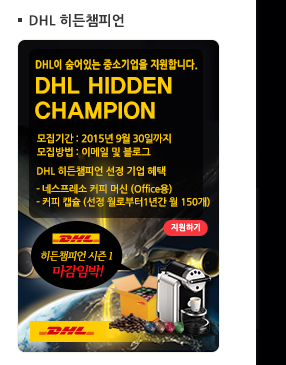 DHL 히든챔피언
DHL이 숨어있는 중소기업을 지원합니다.
DHL HIDDEN
CHAMPION
모집기간 : 2015년 9월 30일까지
모집방법 : 이메일 및 블로그
DHL 히든챔피언 선정 기업 혜택
- 네스프레소 커피 머신 (Office용)
- 커피 캡슐 (선정 월로부터1년간 월 150개)
지원하기
DHL
히든챔피언 시즌 1
마감임박!
DHL